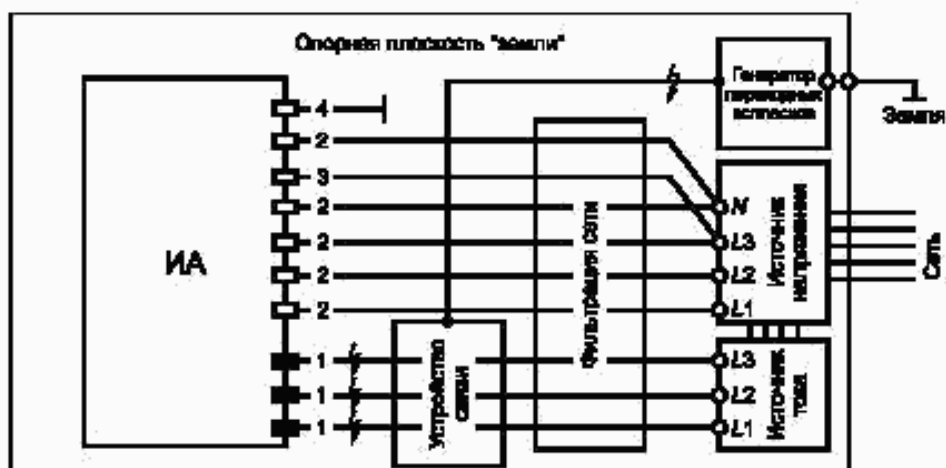 Опорная плоскость "земли"
Генератор
переходных
всплесков
Земля
4
2
3
2
2
2
2
1
1
1
ИА
Устройство
связи
Фильтрация сети
N
L3
L2
L1
Источник
напряжения
Сеть
L3
L2
L1
Источник
тока